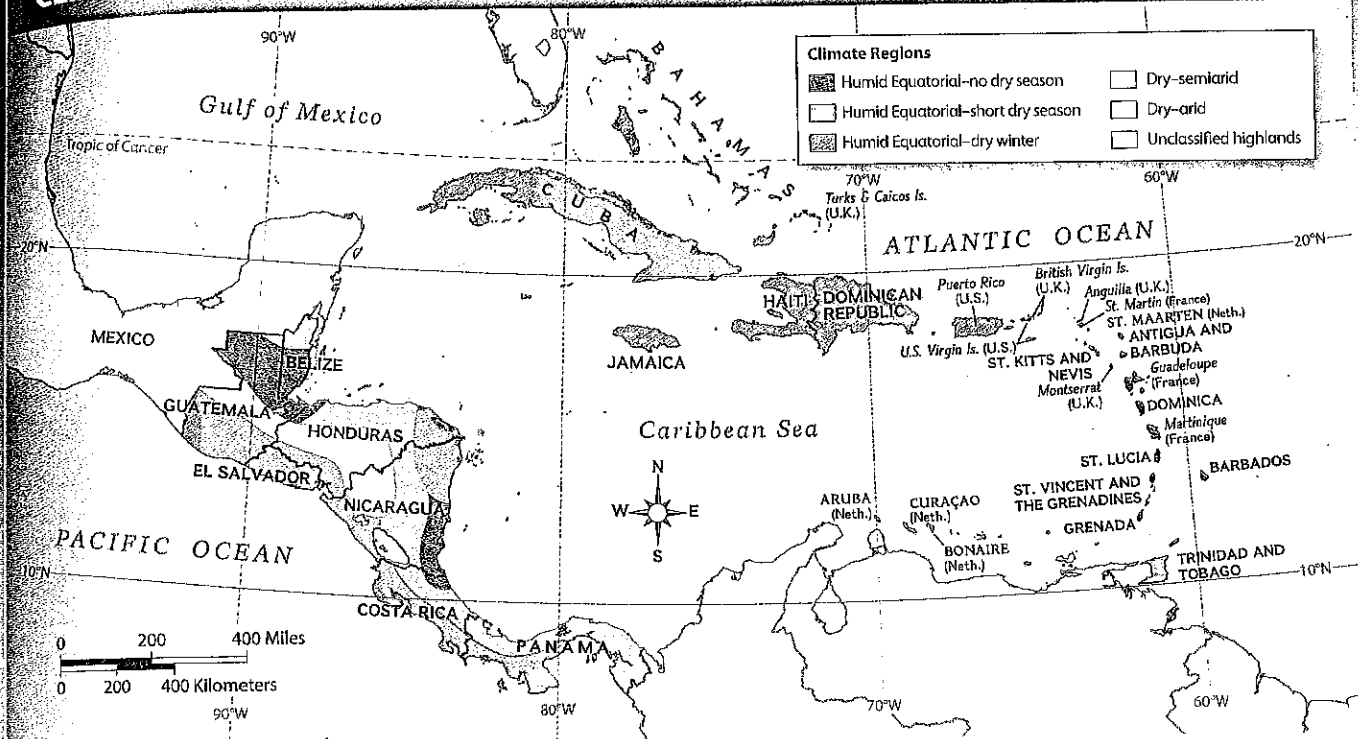 90°W
80°W
BAHAMAS
Climate Regions
Humid Equatorial–no dry season
Humid Equatorial–short dry season
Humid Equatorial–dry winter
Dry–semiarid
Dry–arid
Unclassified highlands
Gulf of Mexico
Tropic of Cancer
70°W
60°W
Turks & Caicos Is.
(U.K.)
CUBA
ATLANTIC OCEAN
20°N
20°N
HAITI
DOMINICAN
REPUBLIC
Puerto Rico
(U.S.)
British Virgin Is.
(U.K.)
Anguilla (U.K.)
St. Martin (France)
ST. MAARTEN (Neth.)
ANTIGUA AND
BARBUDA
U.S. Virgin Is. (U.S.)
ST. KITTS AND
NEVIS
Montserrat
(U.K.)
Guadeloupe
(France)
DOMINICA
Martinique
(France)
MEXICO
BELIZE
JAMAICA
GUATEMALA
HONDURAS
Caribbean Sea
EL SALVADOR
NICARAGUA
N
W
E
S
ST. LUCIA
BARBADOS
ST. VINCENT AND
THE GRENADINES
GRENADA
ARUBA
(Neth.)
CURAÇAO
(Neth.)
BONAIRE
(Neth.)
TRINIDAD AND
TOBAGO
PACIFIC OCEAN
10°N
10°N
COSTA RICA
PANAMA
0 200 400 Miles
0 200 400 Kilometers
90°W
80°W
70°W
60°W